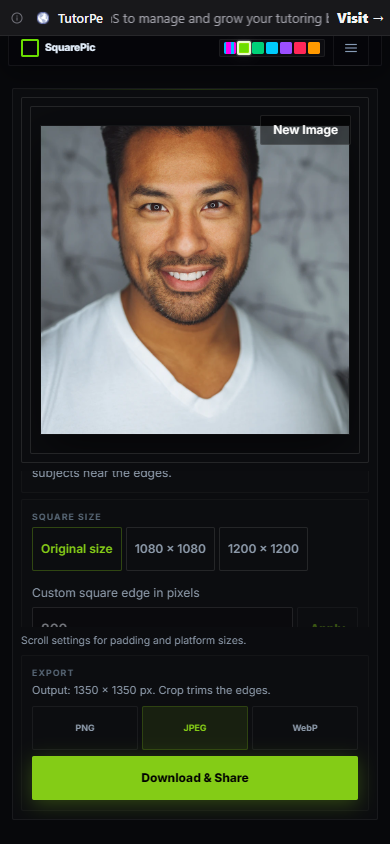 TutorPe
S to manage and grow your tutoring
Visit →
SquarePic
New Image
subjects near the edges.
SQUARE SIZE
Original size
1080 × 1080
1200 × 1200
Custom square edge in pixels
Scroll settings for padding and platform sizes.
EXPORT
Output: 1350 × 1350 px. Crop trims the edges.
PNG
JPEG
WebP
Download & Share